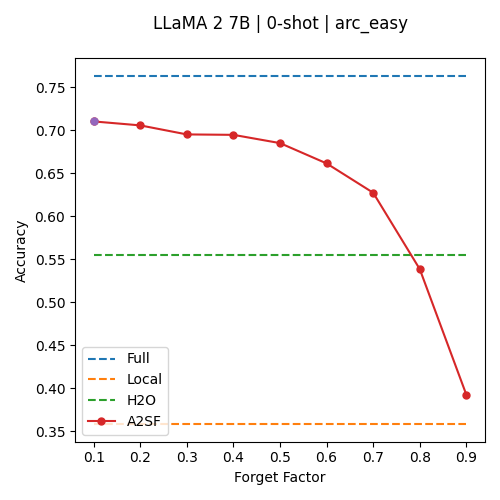 LLaMA 2 7B | 0-shot | arc_easy
Accuracy
0.75
0.70
0.65
0.60
0.55
0.50
0.45
0.40
0.35
Full
Local
H2O
A2SF
0.1 0.2 0.3 0.4 0.5 0.6 0.7 0.8 0.9
Forget Factor